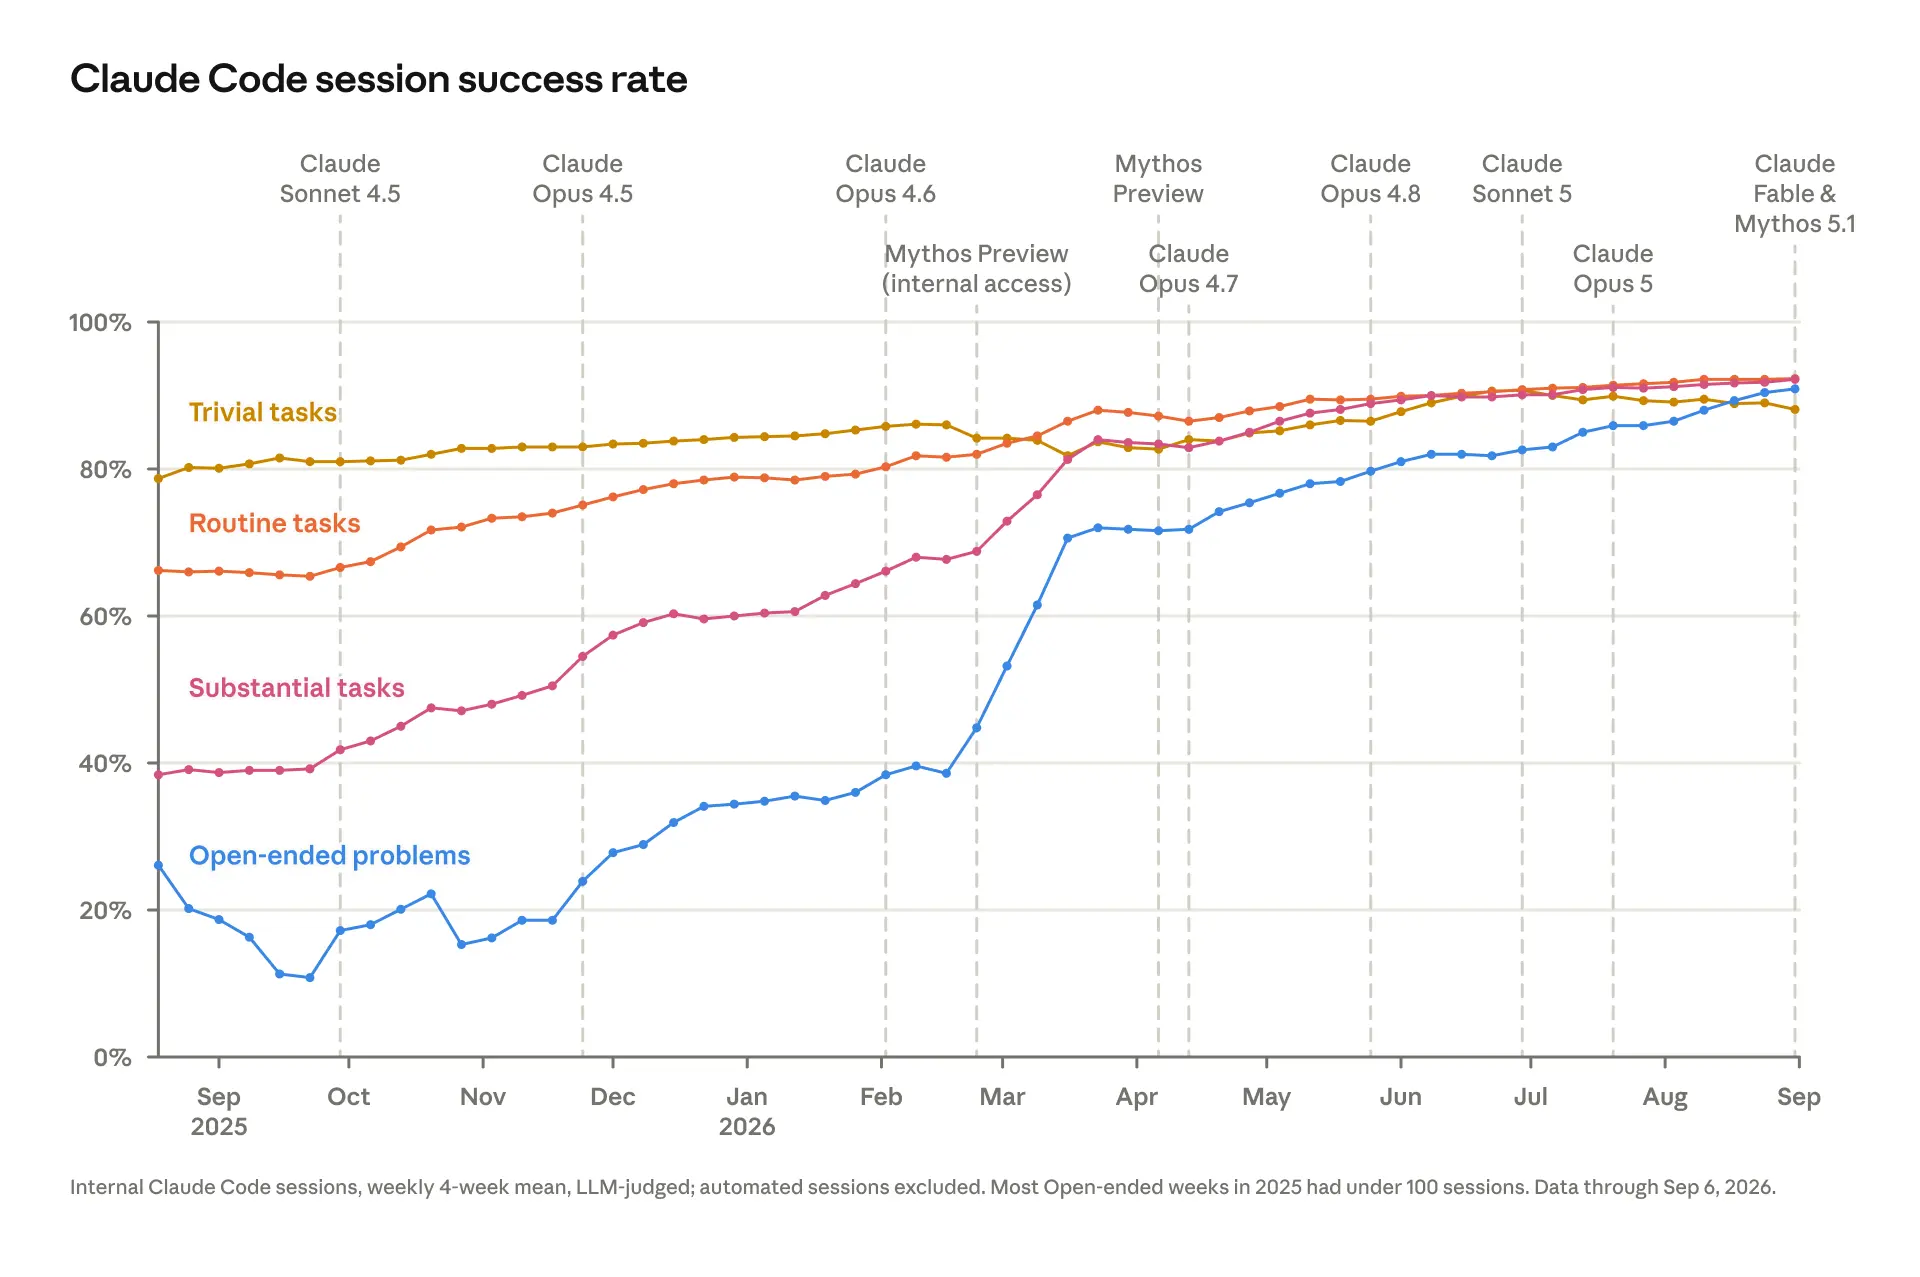 Claude Code session success rate
Claude
Sonnet 4.5
Claude
Opus 4.5
Claude
Opus 4.6
Mythos
Preview
Claude
Opus 4.8
Claude
Sonnet 5
Claude
Fable &
Mythos 5.1
Mythos Preview
(internal access)
Claude
Opus 4.7
Claude
Opus 5
100%
80%
60%
40%
20%
0%
Trivial tasks
Routine tasks
Substantial tasks
Open-ended problems
Sep
2025
Oct
Nov
Dec
Jan
2026
Feb
Mar
Apr
May
Jun
Jul
Aug
Sep
Internal Claude Code sessions, weekly 4-week mean, LLM-judged; automated sessions excluded. Most Open-ended weeks in 2025 had under 100 sessions. Data through Sep 6, 2026.